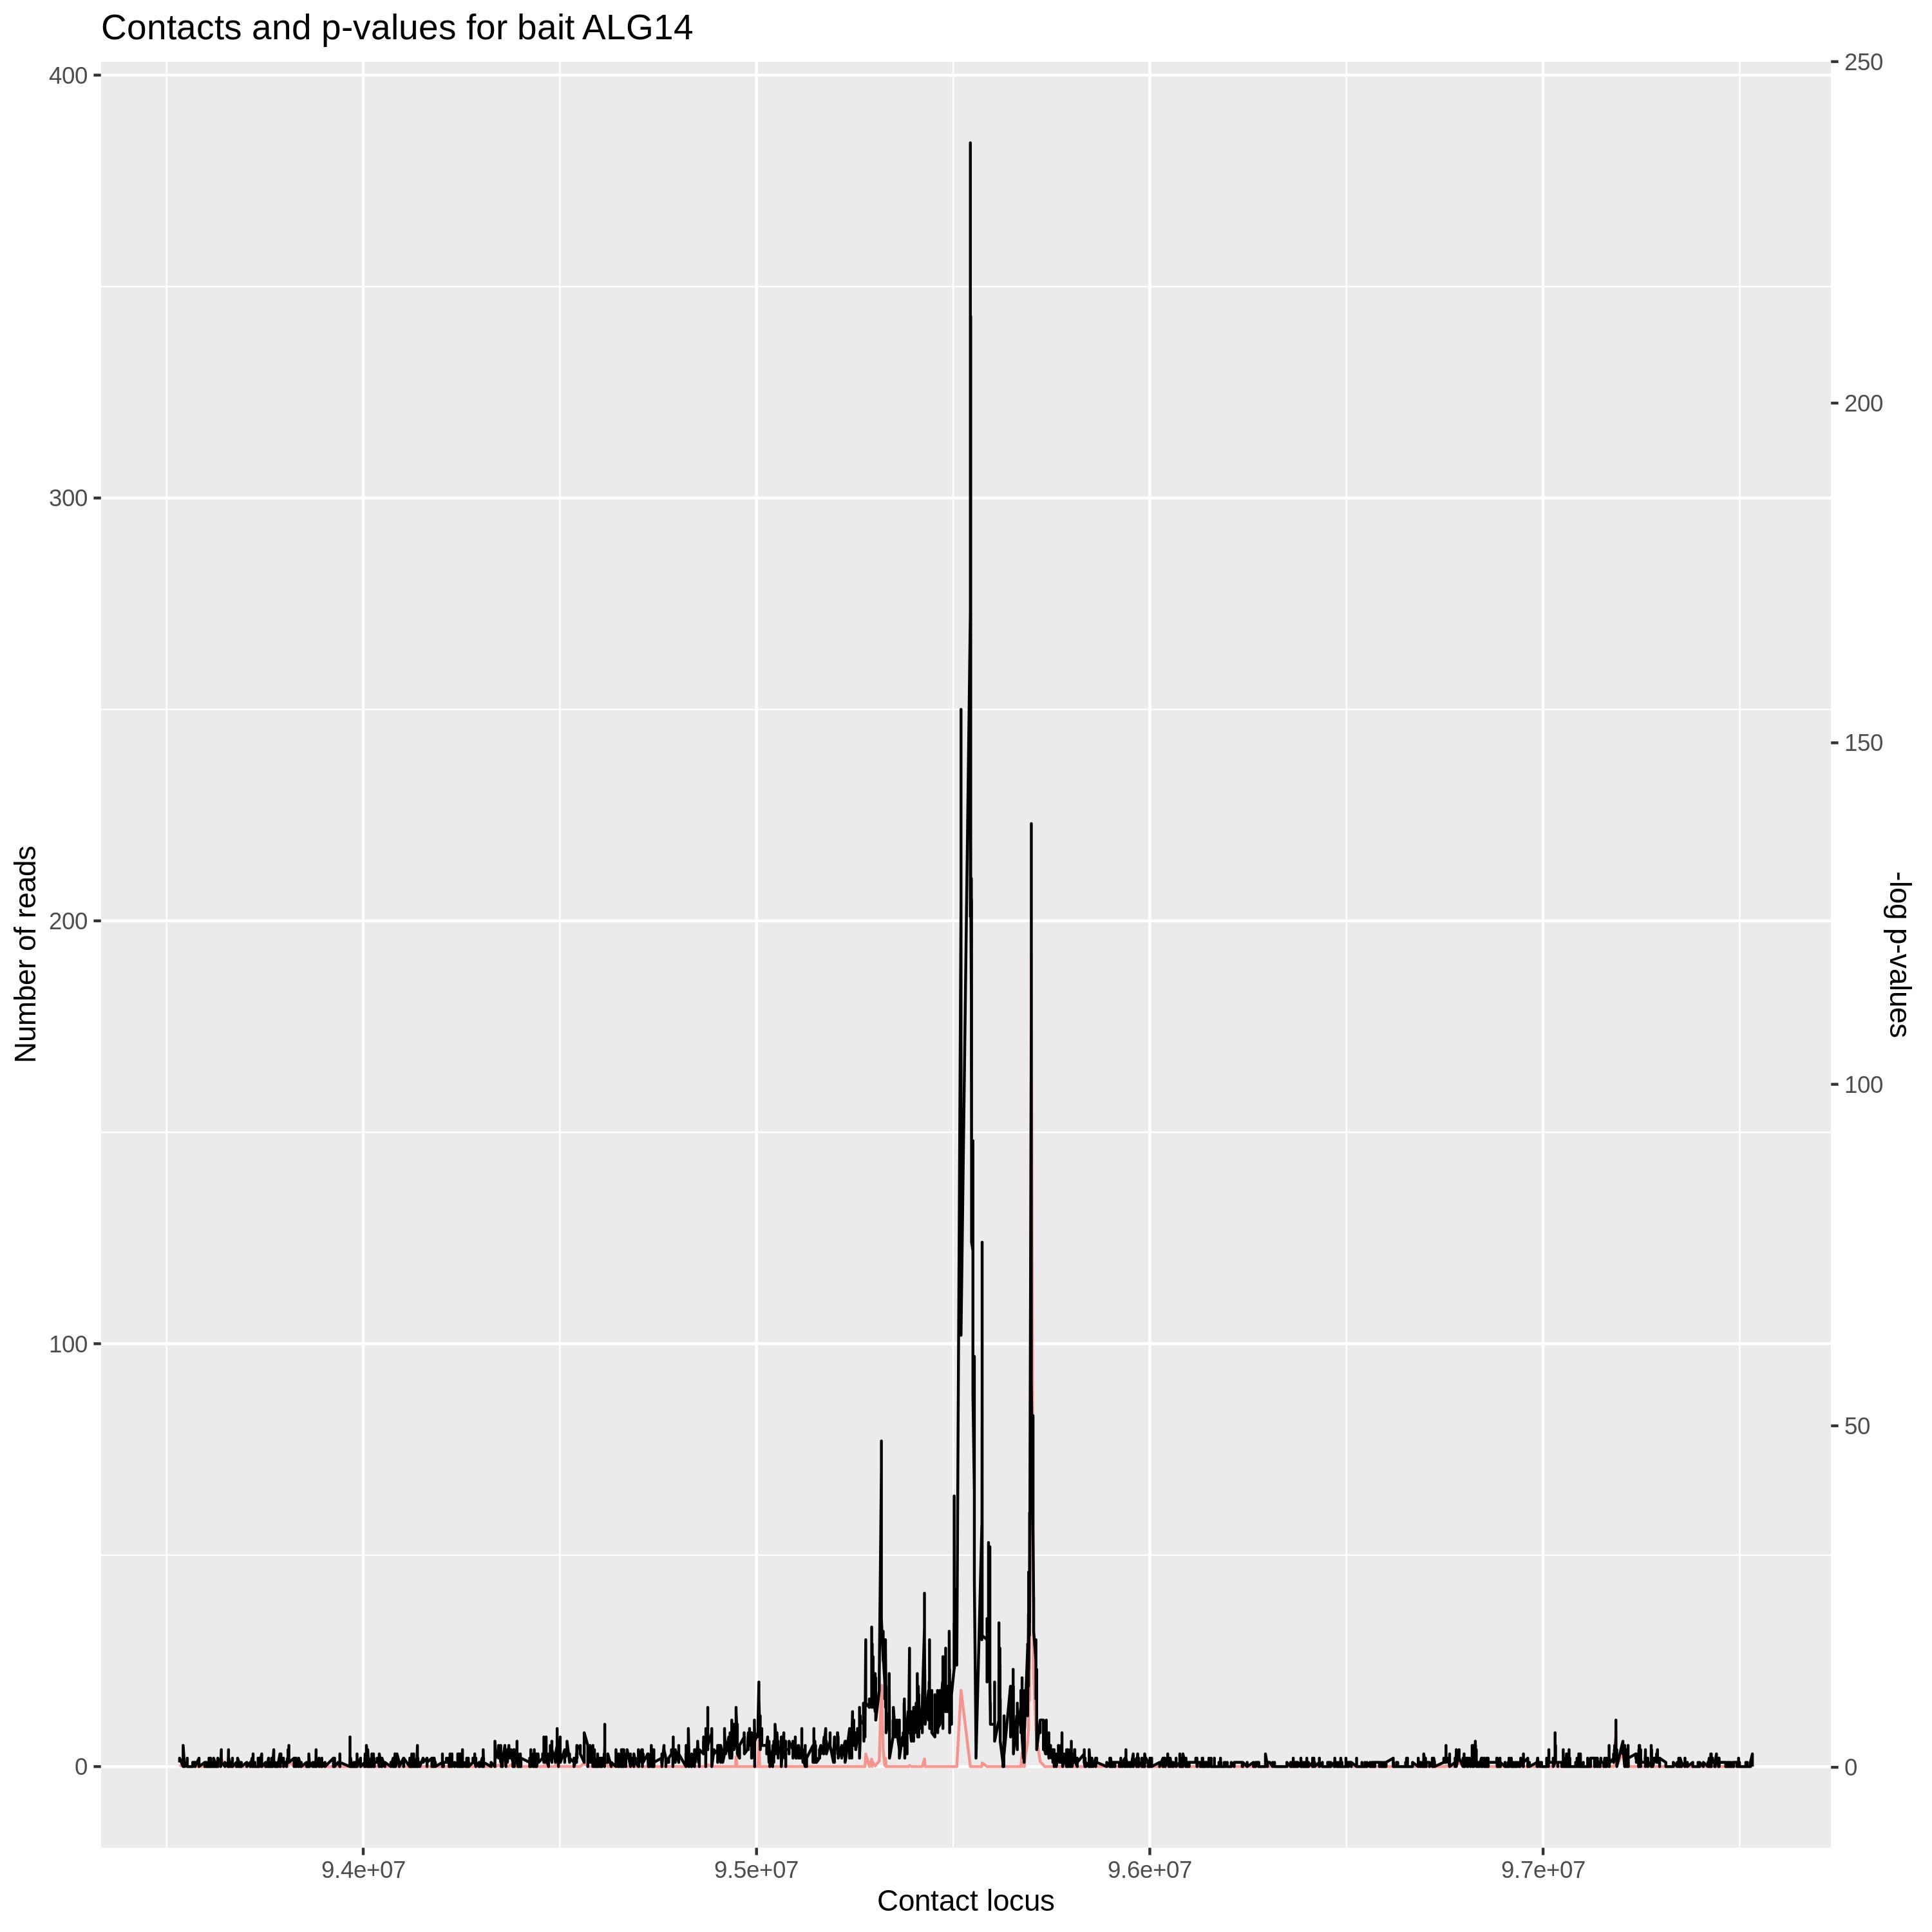 Contacts and p-values for bait ALG14
400
300
200
100
0
Number of reads
250
200
150
100
50
0
-log p-values
9.4e+07
9.5e+07
9.6e+07
9.7e+07
Contact locus